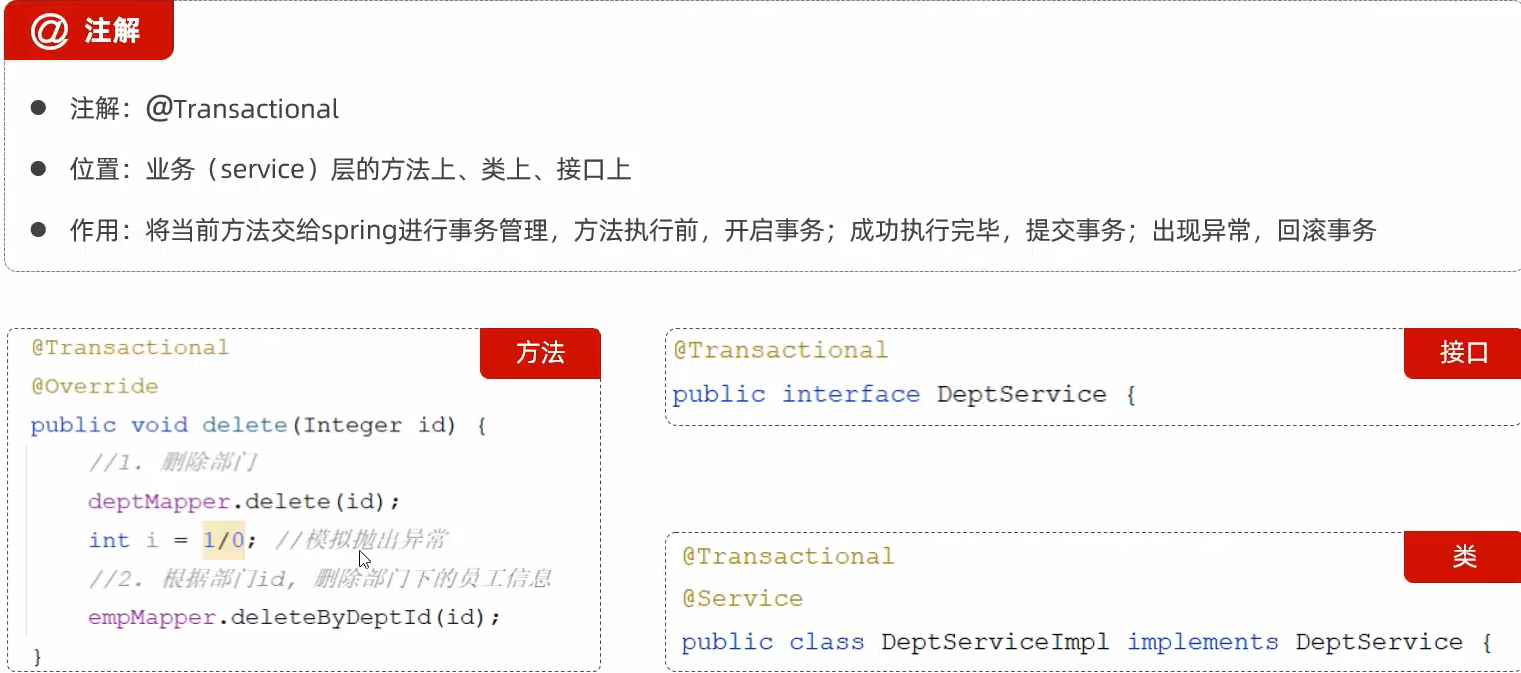 @ 注解
● 注解：@Transactional
● 位置：业务（service）层的方法上、类上、接口上
● 作用：将当前方法交给spring进行事务管理，方法执行前，开启事务；成功执行完毕，提交事务；出现异常，回滚事务
方法
@Transactional
@Override
public void delete(Integer id) {
//1. 删除部门
deptMapper.delete(id);
int i = 1/0; //模拟抛出异常
//2. 根据部门id, 删除部门下的员工信息
empMapper.deleteByDeptId(id);
}
接口
@Transactional
public interface DeptService {
类
@Transactional
@Service
public class DeptServiceImpl implements DeptService {